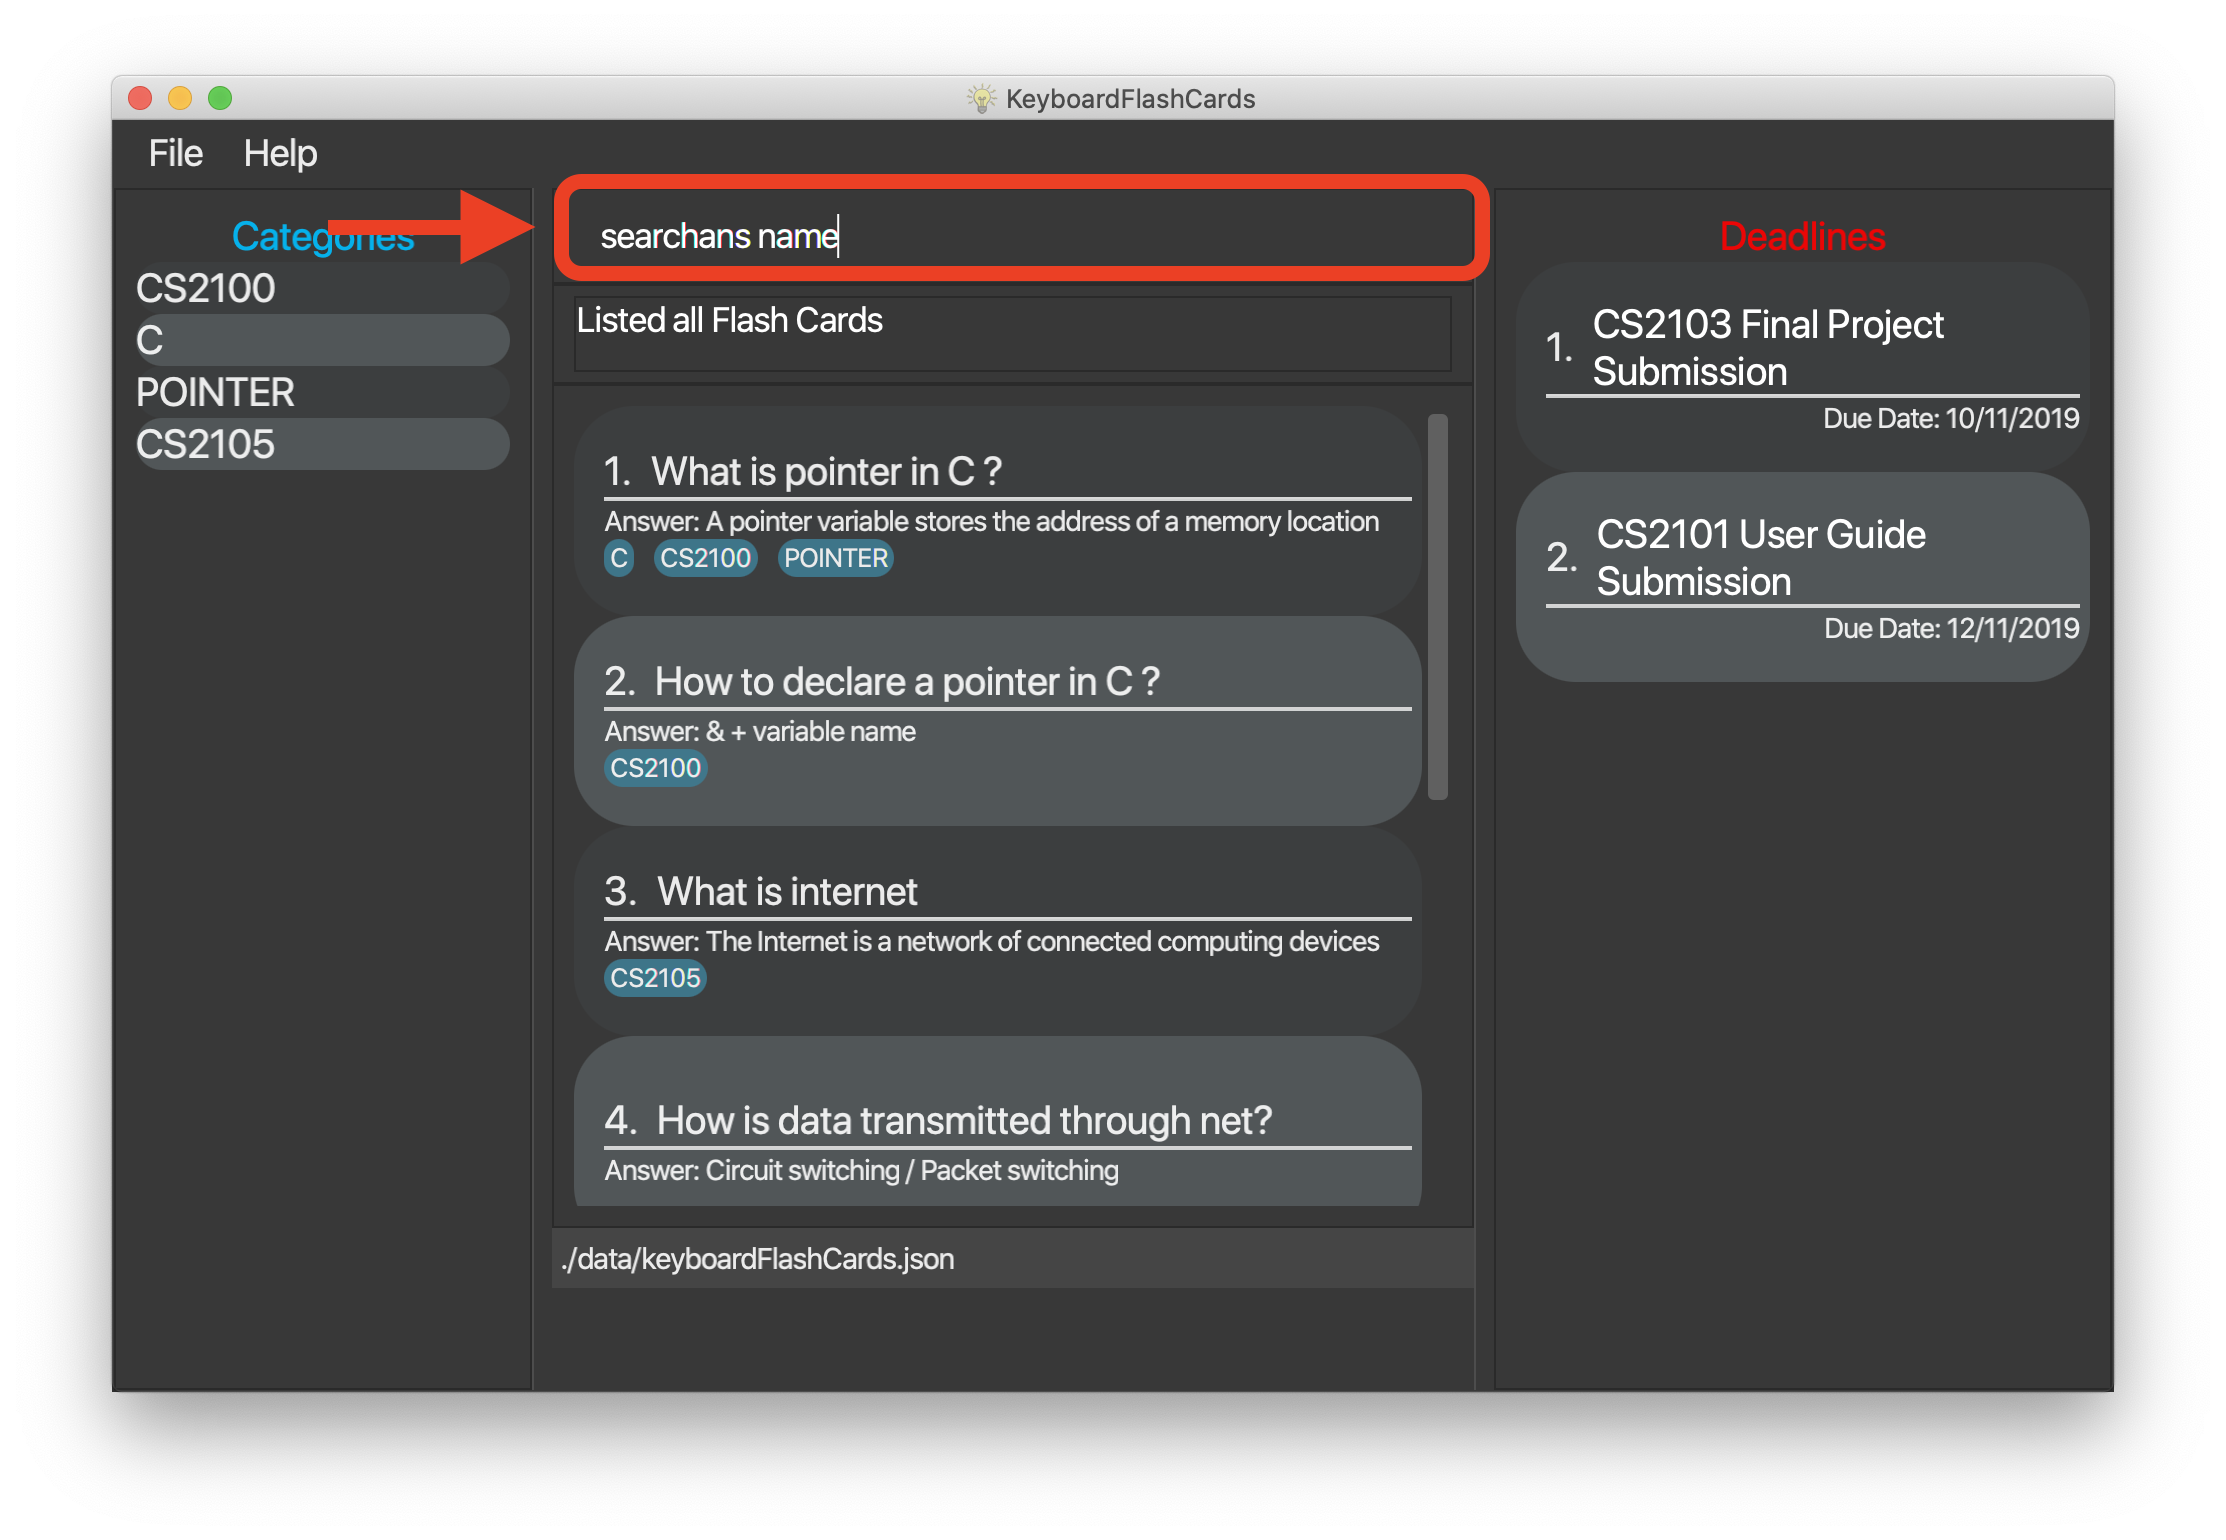 KeyboardFlashCards
File Help
Categories
CS2100
C
POINTER
CS2105
searchans name
Listed all Flash Cards
1. What is pointer in C ?
Answer: A pointer variable stores the address of a memory location
C CS2100 POINTER
2. How to declare a pointer in C ?
Answer: & + variable name
CS2100
3. What is internet
Answer: The Internet is a network of connected computing devices
CS2105
4. How is data transmitted through net?
Answer: Circuit switching / Packet switching
./data/keyboardFlashCards.json
Deadlines
1. CS2103 Final Project
Submission
Due Date: 10/11/2019
2. CS2101 User Guide
Submission
Due Date: 12/11/2019